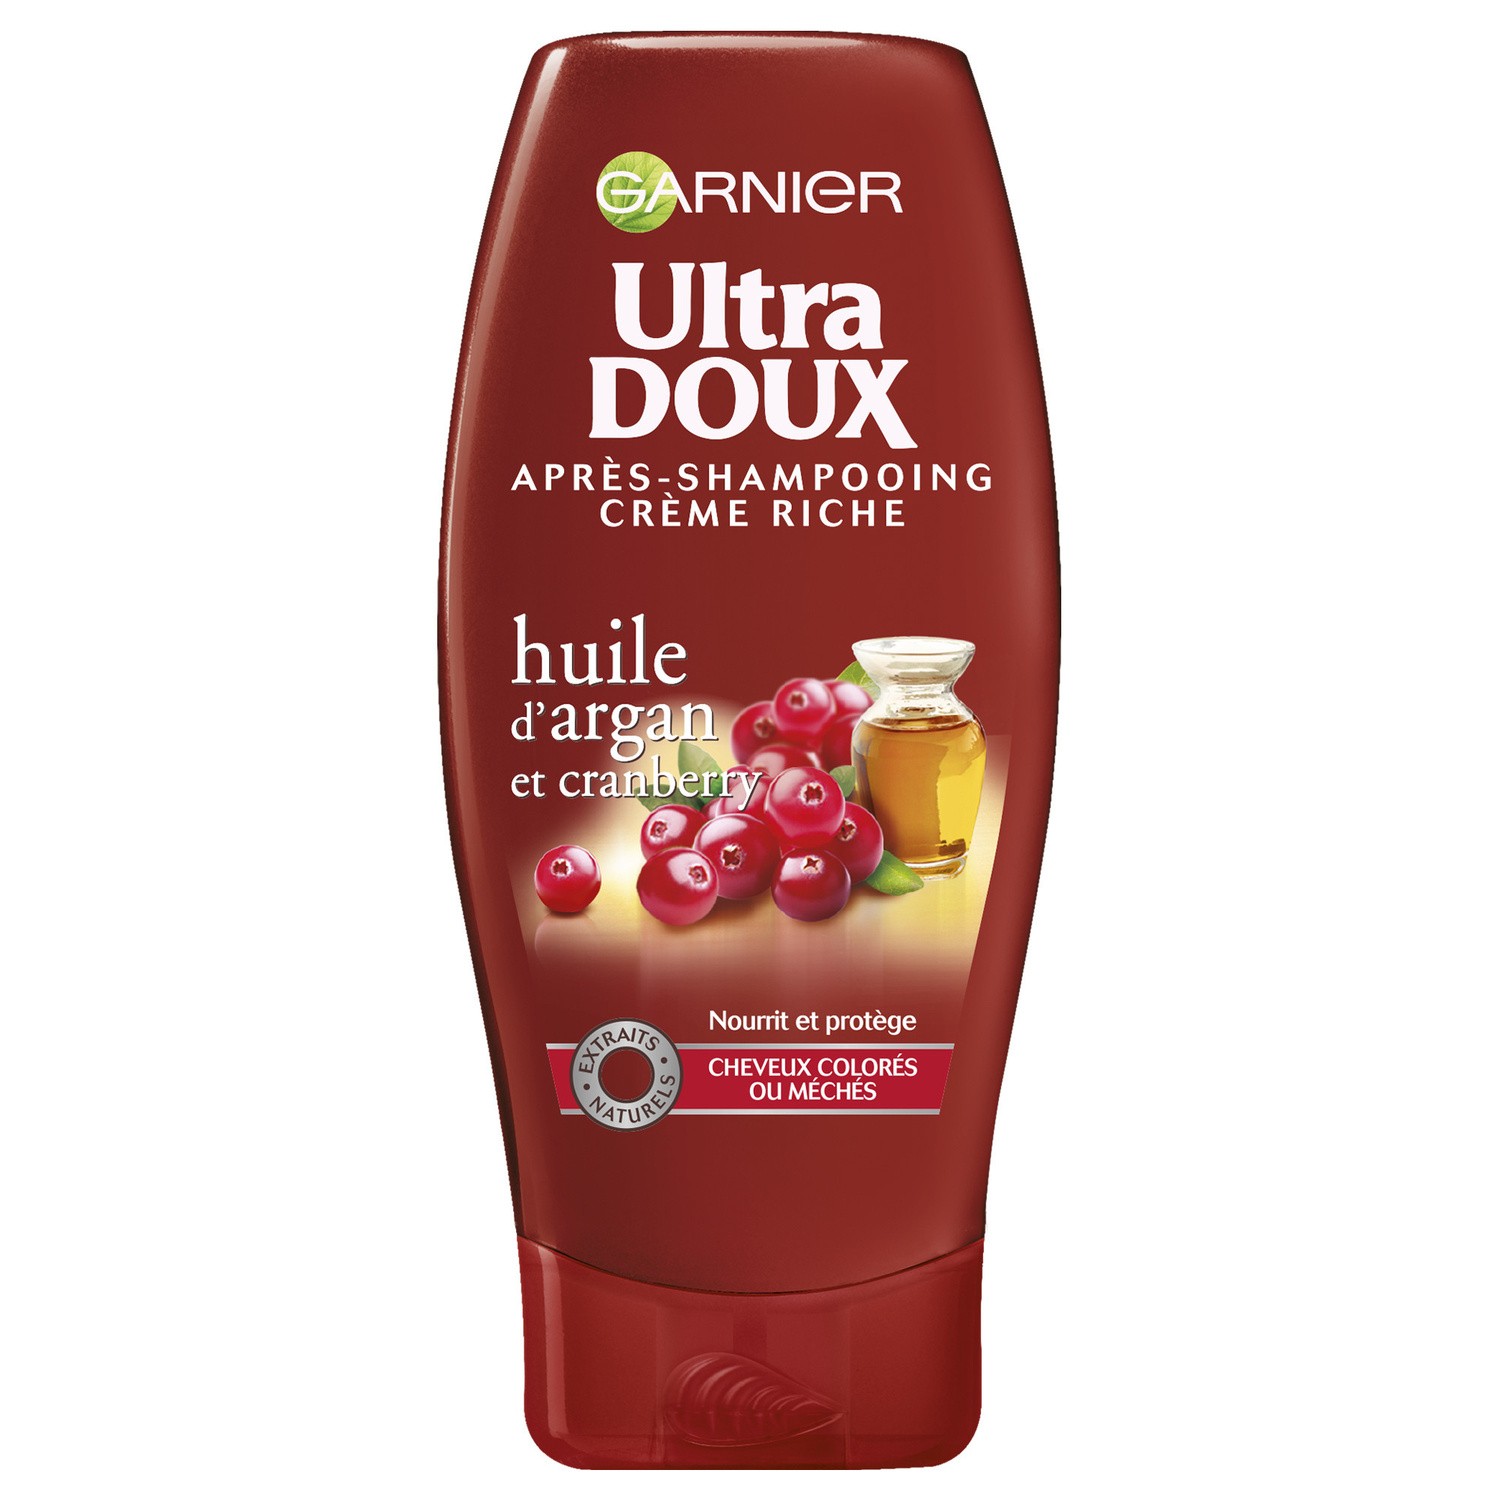 GARNIER
Ultra
DOUX
APRÈS-SHAMPOOING
CRÈME RICHE
huile
d'argan
et cranberry
Nourrit et protège
CHEVEUX COLORÉS
OU MÉCHÉS
EXTRAITS
NATURELS